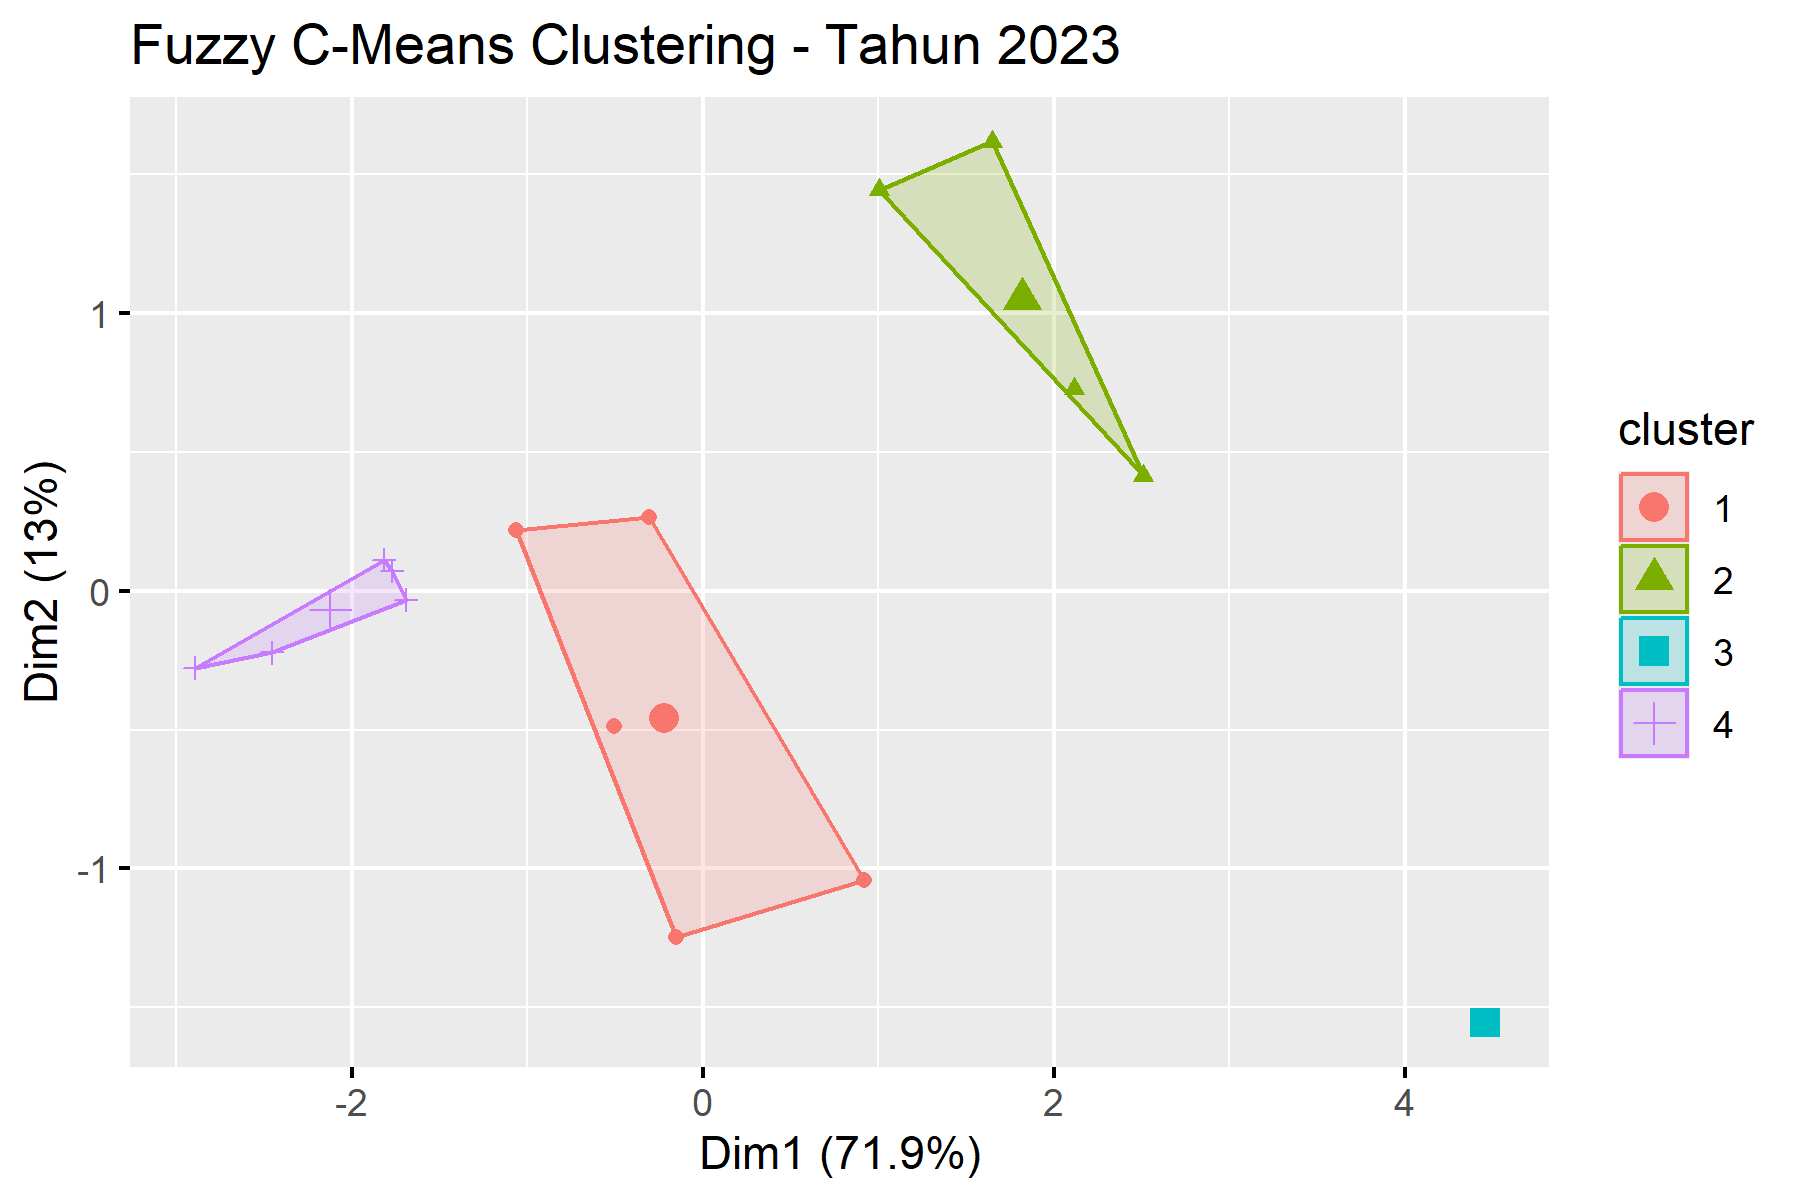 Fuzzy C-Means Clustering - Tahun 2023
Dim2 (13%)
1
0
-1
-2
0
2
4
Dim1 (71.9%)
cluster
1
2
3
4